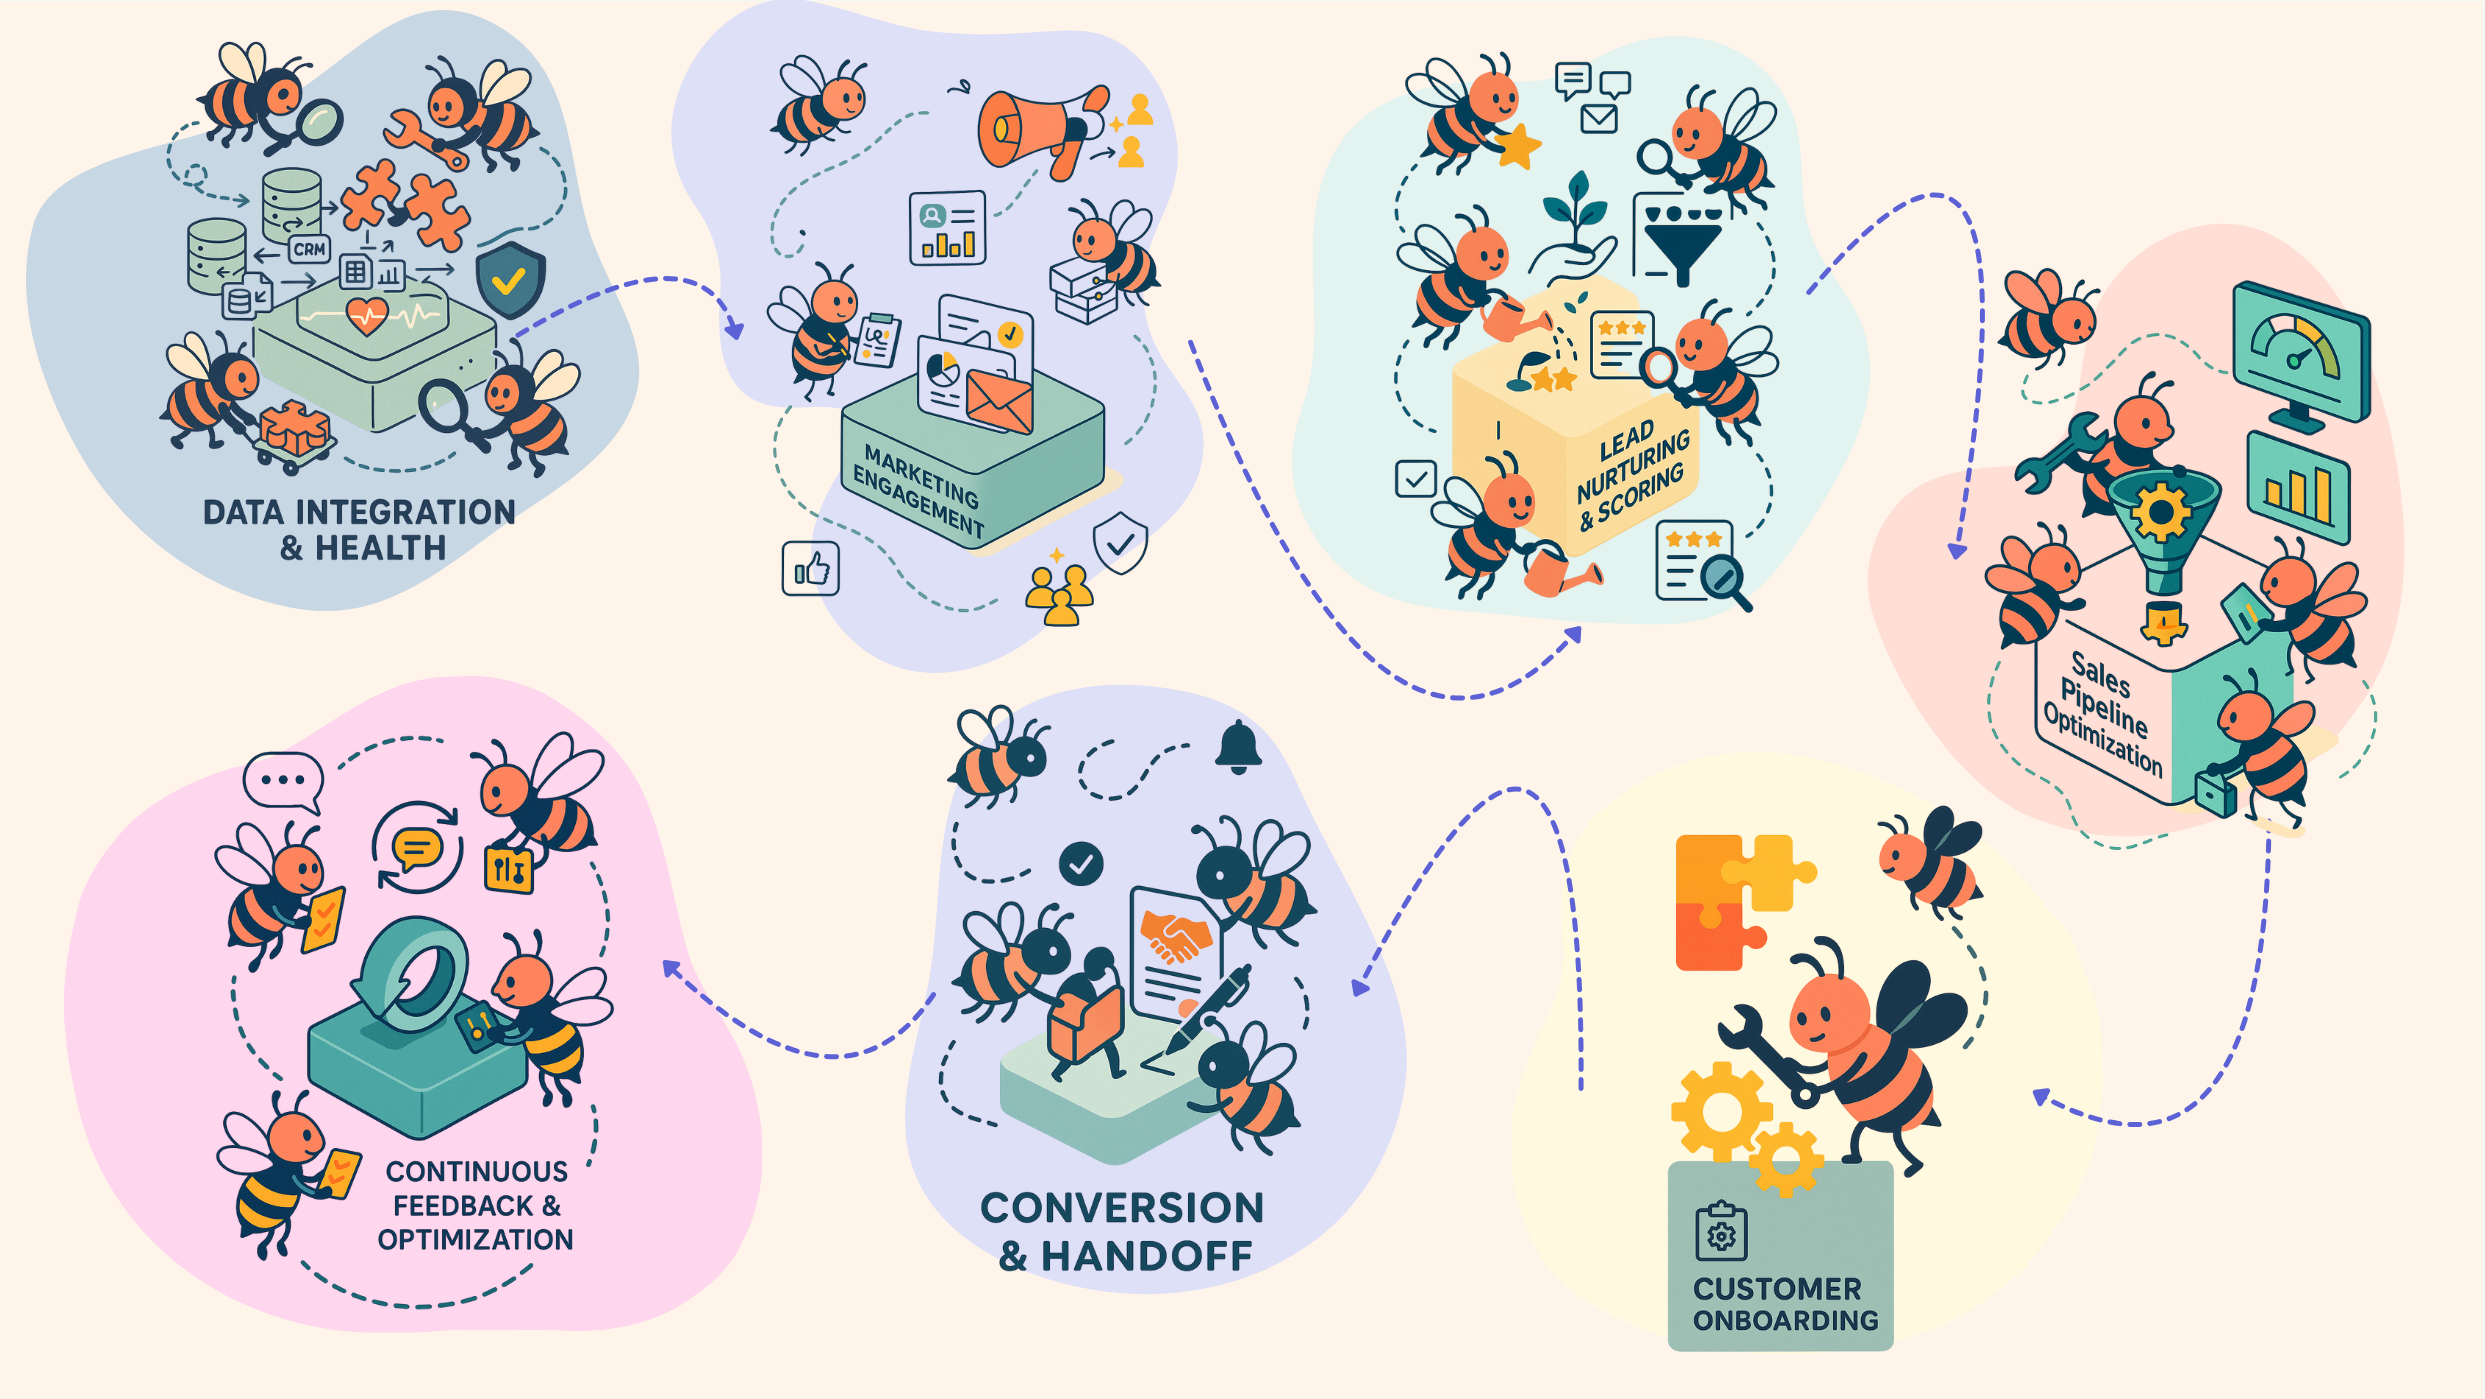 CRM
DATA INTEGRATION
& HEALTH
MARKETING
ENGAGEMENT
LEAD
NURTURING
& SCORING
Sales
Pipeline
Optimization
CUSTOMER
ONBOARDING
CONVERSION
& HANDOFF
CONTINUOUS
FEEDBACK &
OPTIMIZATION